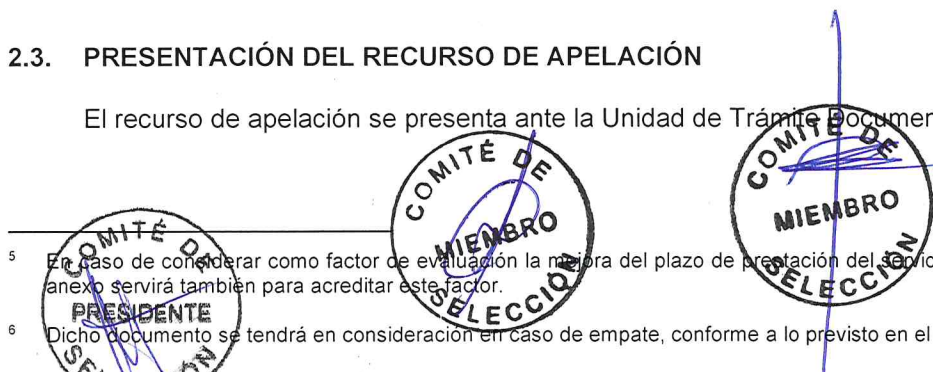 2.3. PRESENTACIÓN DEL RECURSO DE APELACIÓN
El recurso de apelación se presenta ante la Unidad de Trámite Documen
COMITÉ DE
MIEMBRO
SELECCIÓN
COMITÉ DE
MIEMBRO
SELECCIÓN
COMITÉ DE
PRESIDENTE
5 En caso de considerar como factor de evaluación la mejora del plazo de prestación del servic
anexo servirá también para acreditar este factor.
6 Dicho documento se tendrá en consideración en caso de empate, conforme a lo previsto en el